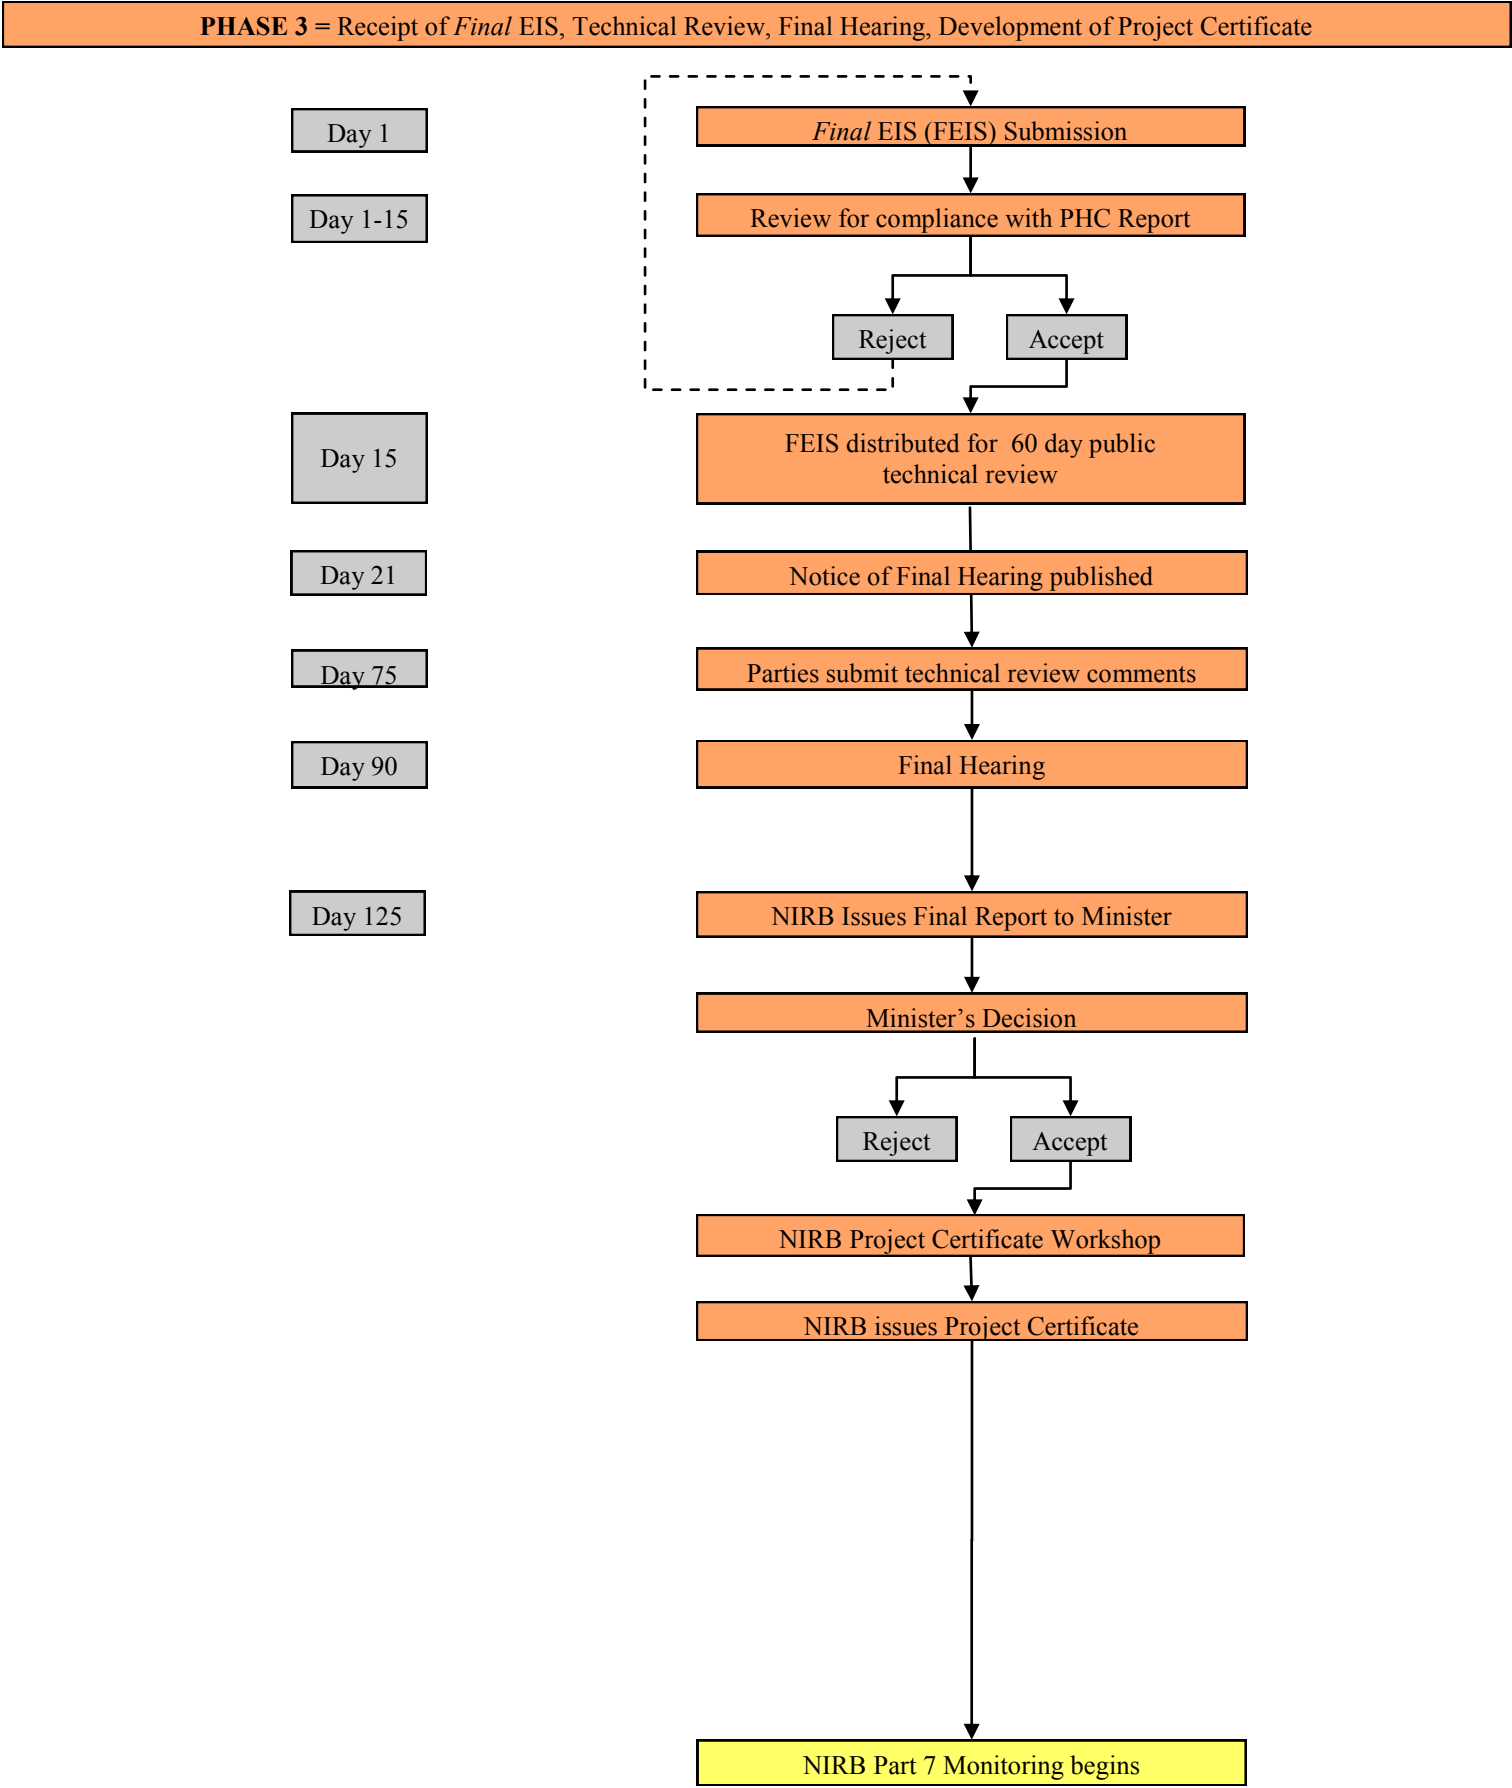 PHASE 3 = Receipt of Final EIS, Technical Review, Final Hearing, Development of Project Certificate
Day 1
Final EIS (FEIS) Submission
Day 1-15
Review for compliance with PHC Report
Reject
Accept
Day 15
FEIS distributed for 60 day public
technical review
Day 21
Notice of Final Hearing published
Day 75
Parties submit technical review comments
Day 90
Final Hearing
Day 125
NIRB Issues Final Report to Minister
Minister’s Decision
Reject
Accept
NIRB Project Certificate Workshop
NIRB issues Project Certificate
NIRB Part 7 Monitoring begins